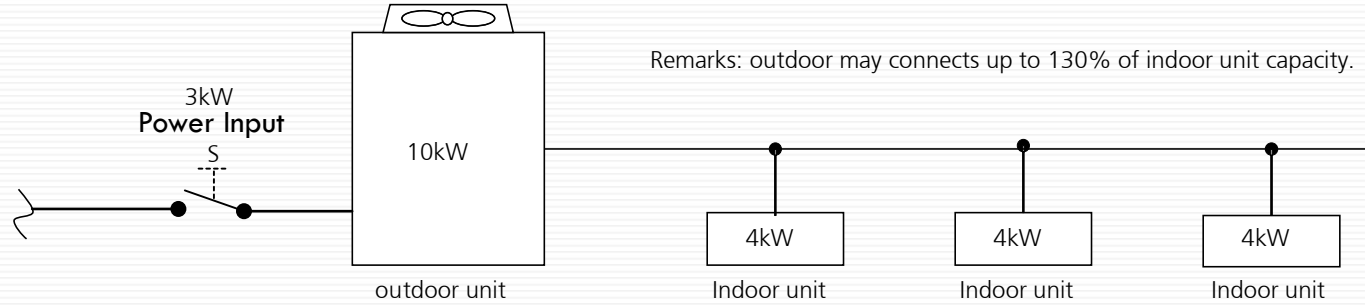 Remarks: outdoor may connects up to 130% of indoor unit capacity.
3kW
Power Input
S
10kW
4kW
4kW
4kW
outdoor unit
Indoor unit
Indoor unit
Indoor unit